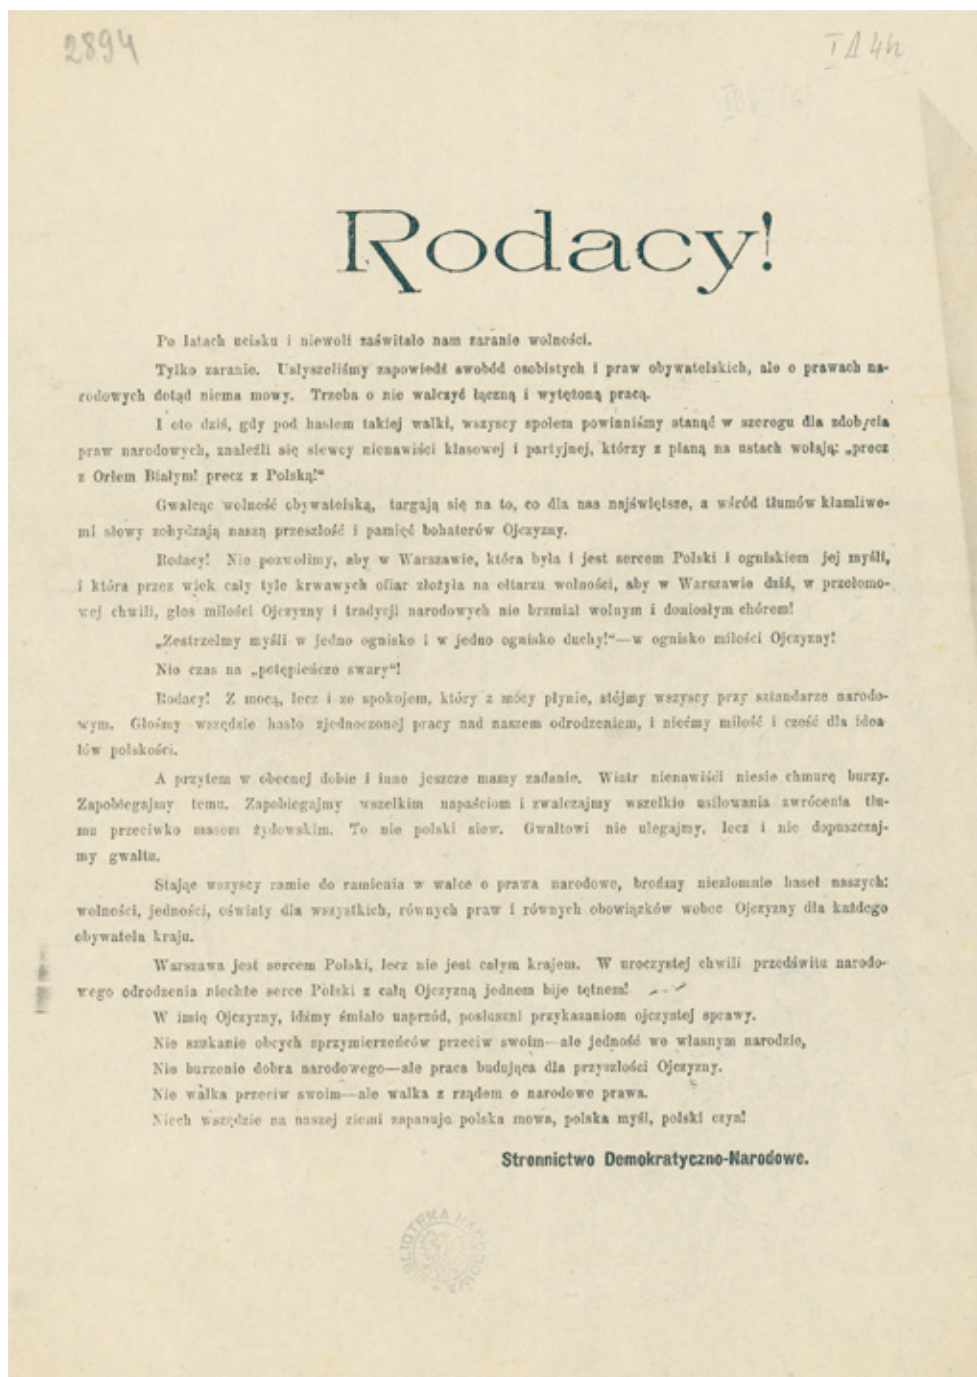 2894
I A 4h
Rodacy!
Po latach ucisku i niewoli zaświtało nam zaranie wolności.
Tylko zaranie. Usłyszeliśmy zapowiedź swobód osobistych i praw obywatelskich, ale o prawach na-
rodowych dotąd niema mowy. Trzeba o nie walczyć łączną i wytężoną pracą.
I oto dziś, gdy pod hasłem takiej walki, wszyscy społem powinniśmy stanąć w szeregu dla zdobycia
praw narodowych, znaleźli się siewcy nienawiści klasowej i partyjnej, którzy z pianą na ustach wołają: „precz
z Orłem Białym! precz z Polską!"
Gwałcąc wolność obywatelską, targają się na to, co dla nas najświętsze, a wśród tłumów kłamliwe-
mi słowy zohydzają naszą przeszłość i pamięć bohaterów Ojczyzny.
Rodacy! Nie pozwolimy, aby w Warszawie, która była i jest sercem Polski i ogniskiem jej myśli,
i która przez wiek cały tyle krwawych ofiar złożyła na ołtarzu wolności, aby w Warszawie dziś, w przełomo-
wej chwili, głos miłości Ojczyzny i tradycji narodowych nie brzmiał wolnym i doniosłym chórem!
„Zestrzelmy myśli w jedno ognisko i w jedno ognisko duchy!"—w ognisko miłości Ojczyzny!
Nie czas na „potępieńcze swary"!
Rodacy! Z mocą, lecz i ze spokojem, który z mocy płynie, stójmy wszyscy przy sztandarze narodo-
wym. Głośmy wszędzie hasło zjednoczonej pracy nad naszem odrodzeniem, i niećmy miłość i cześć dla idea
łów polskości.
A przytem w obecnej dobie i inne jeszcze mamy zadanie. Wiatr nienawiści niesie chmurę burzy.
Zapobiegajmy temu. Zapobiegajmy wszelkim napaściom i zwalczajmy wszelkie usiłowania zwrócenia tłu-
mu przeciwko masom żydowskim. To nie polski siew. Gwałtowi nie ulegajmy, lecz i nie dopuszczaj-
my gwałtu.
Stając wszyscy ramie do ramienia w walce o prawa narodowe, brońmy niezłomnie haseł naszych:
wolności, jedności, oświaty dla wszystkich, równych praw i równych obowiązków wobec Ojczyzny dla każdego
obywatela kraju.
Warszawa jest sercem Polski, lecz nie jest całym krajem. W uroczystej chwili przedświtu narodo-
wego odrodzenia niechże serce Polski z całą Ojczyzną jednem bije tętnem!
W imię Ojczyzny, idźmy śmiało naprzód, posłuszni przykazaniom ojczystej sprawy.
Nie szukanie obcych sprzymierzeńców przeciw swoim—ale jedność we własnym narodzie,
Nie burzenie dobra narodowego—ale praca budująca dla przyszłości Ojczyzny.
Nie walka przeciw swoim—ale walka z rządem o narodowe prawa.
Niech wszędzie na naszej ziemi zapanuje polska mowa, polska myśl, polski czyn!
Stronnictwo Demokratyczno-Narodowe.
BIBLIOTEKA NARODOWA